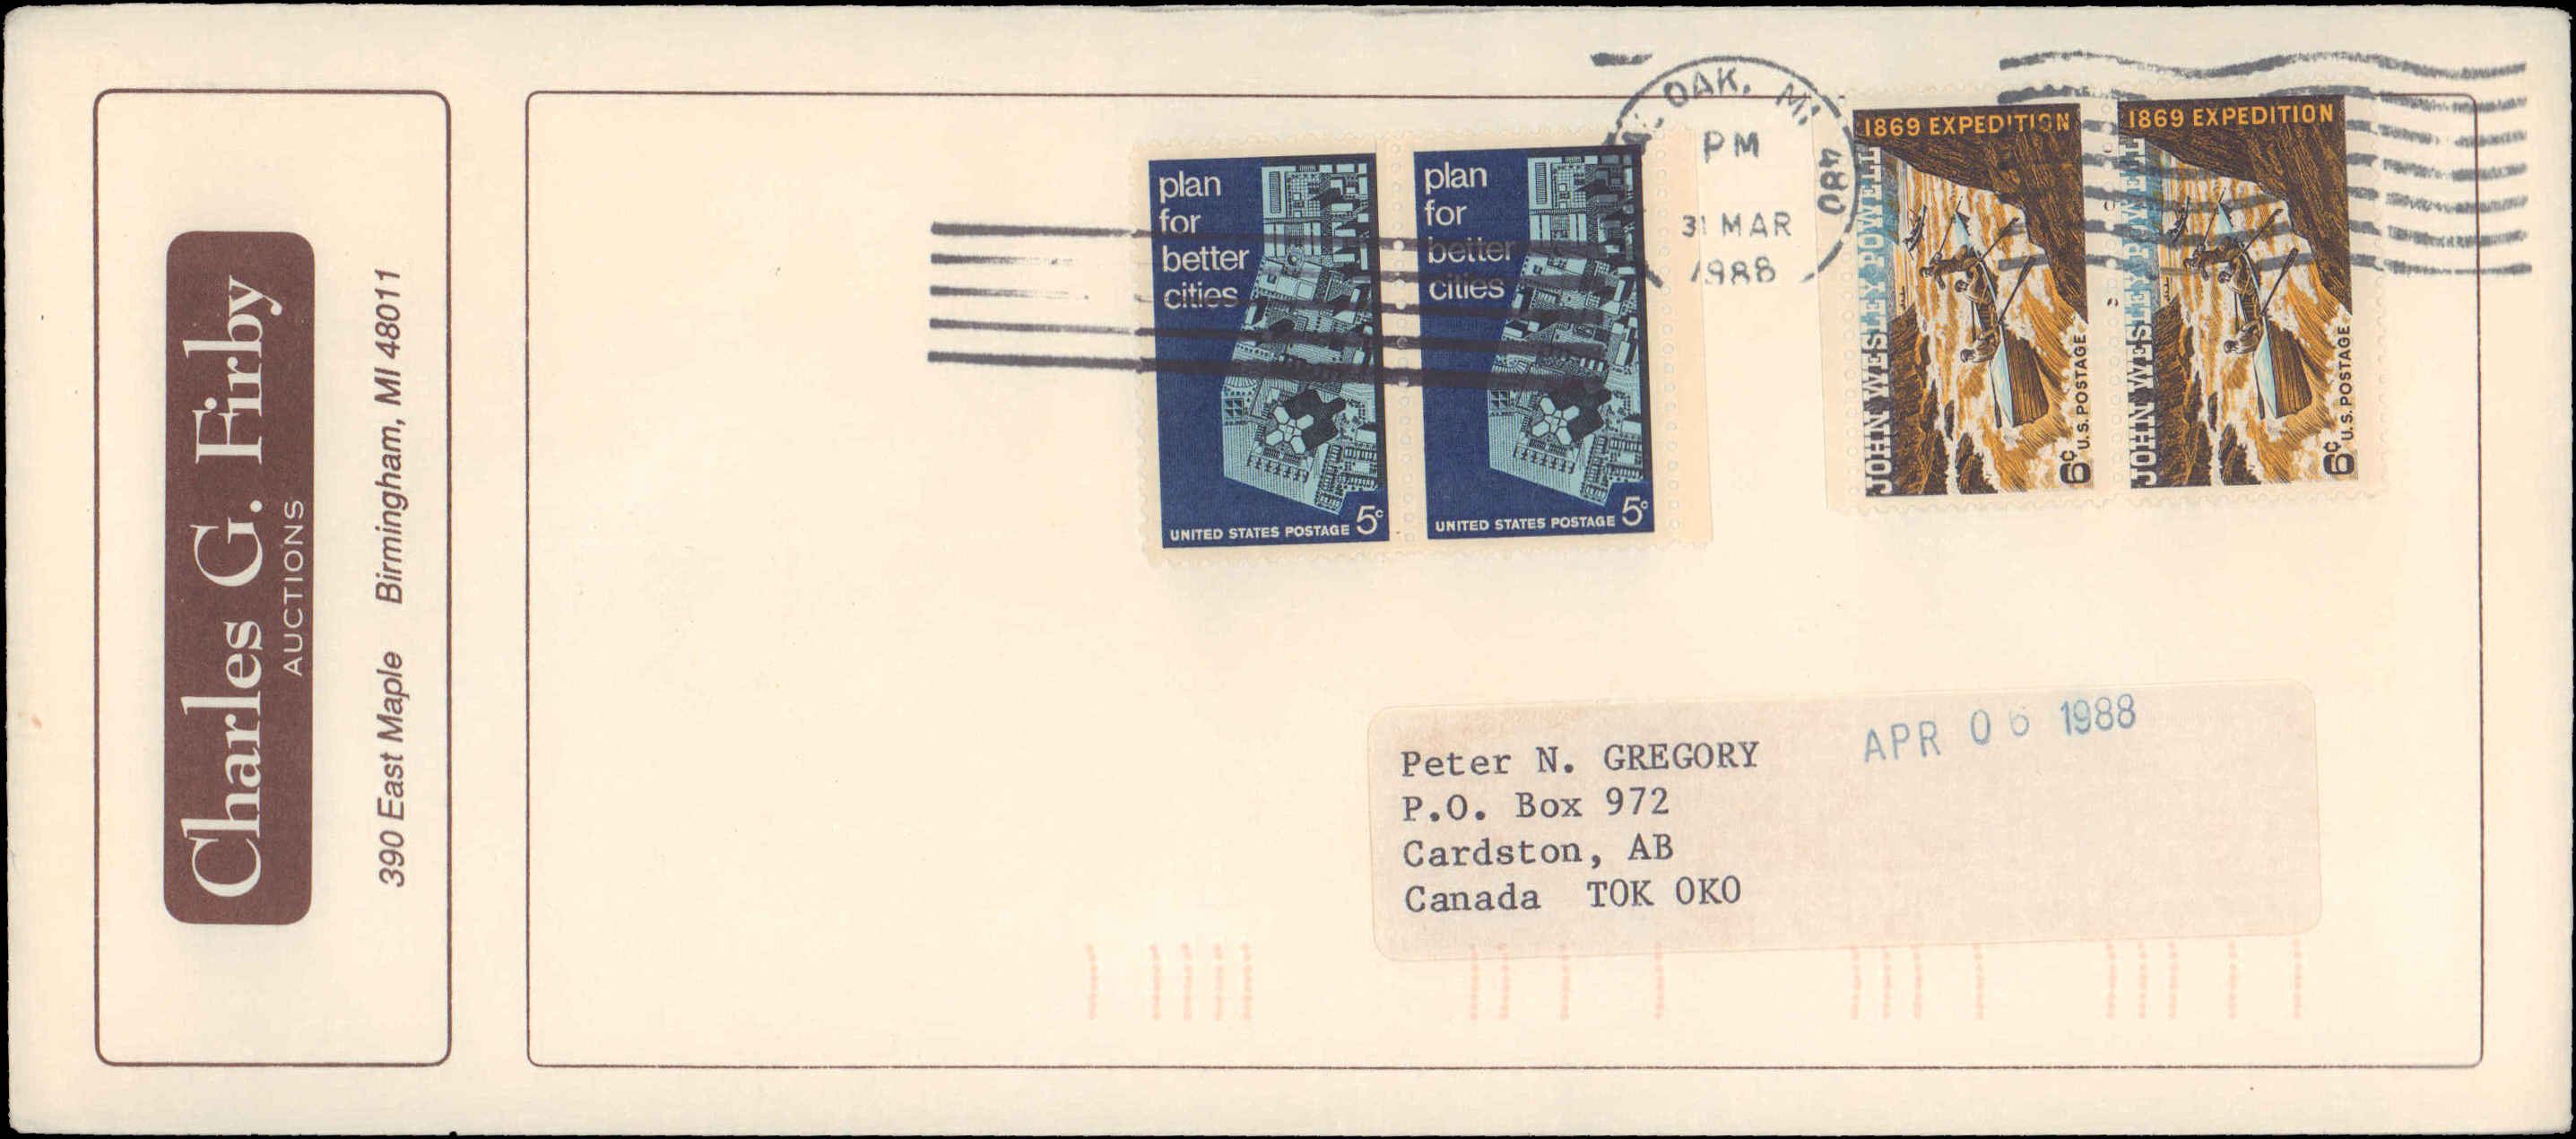 Charles G. Firby
AUCTIONS
390 East Maple Birmingham, MI 48011
plan
for
better
cities
UNITED STATES POSTAGE 5c
plan
for
better
cities
UNITED STATES POSTAGE 5c
OAK, MI
480
PM
31 MAR
1988
1869 EXPEDITION
JOHN WESLEY POWELL
6c U.S. POSTAGE
1869 EXPEDITION
JOHN WESLEY POWELL
6c U.S. POSTAGE
APR 06 1988
Peter N. GREGORY
P.O. Box 972
Cardston, AB
Canada TOK OKO